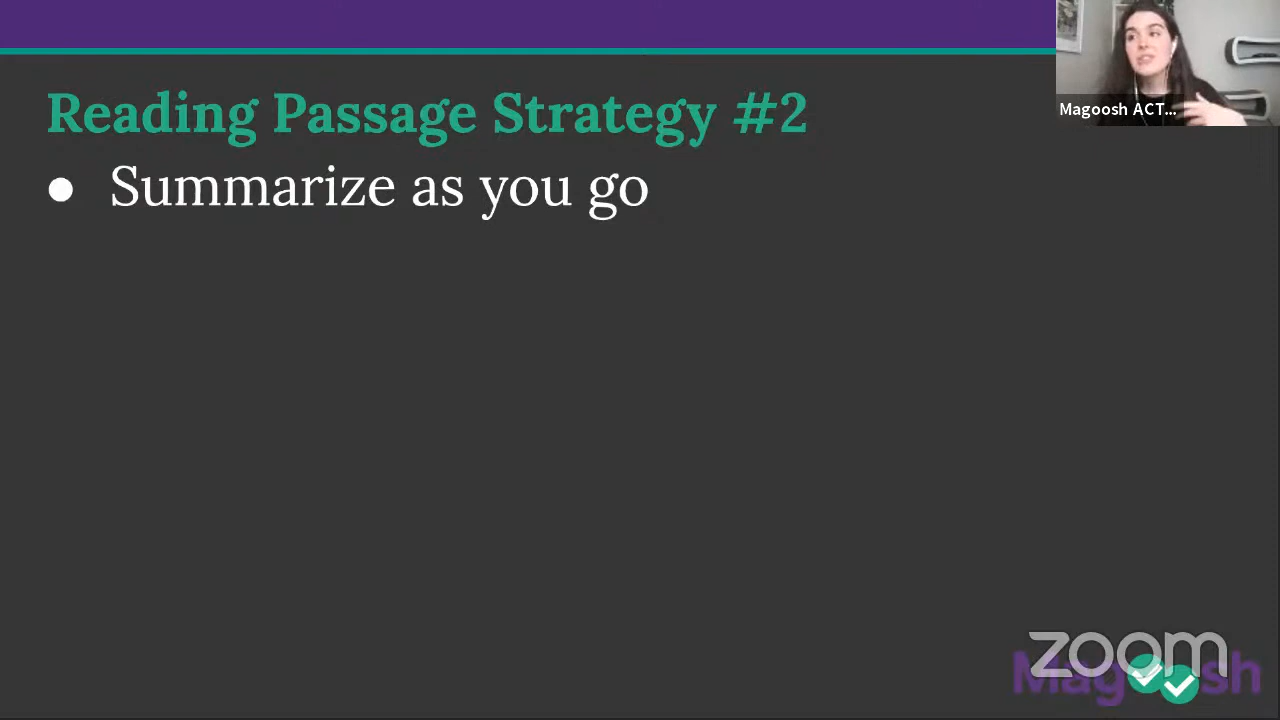 Magoosh ACT...
Reading Passage Strategy #2
● Summarize as you go
zoom
Magoosh